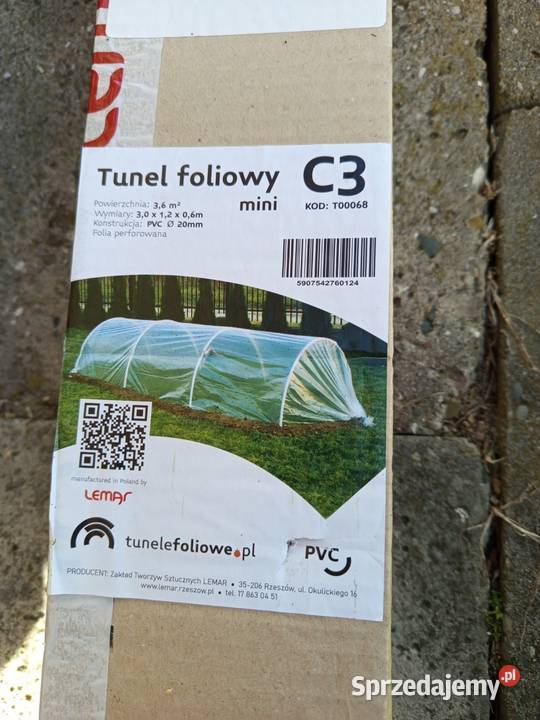 Tunel foliowy C3
mini
KOD: T00068
Powierzchnia: 3,6 m²
Wymiary: 3,0 x 1,2 x 0,6m
Konstrukcja: PVC Ø 20mm
Folia perforowana
5907542760124
manufactured in Poland by
LEMAR
tunelefoliowe.pl
PVC
PRODUCENT: Zakład Tworzyw Sztucznych LEMAR • 35-206 Rzeszów, ul. Okulickiego 16
www.lemar.rzeszow.pl • tel. 17 863 04 51
Sprzedajemy.pl